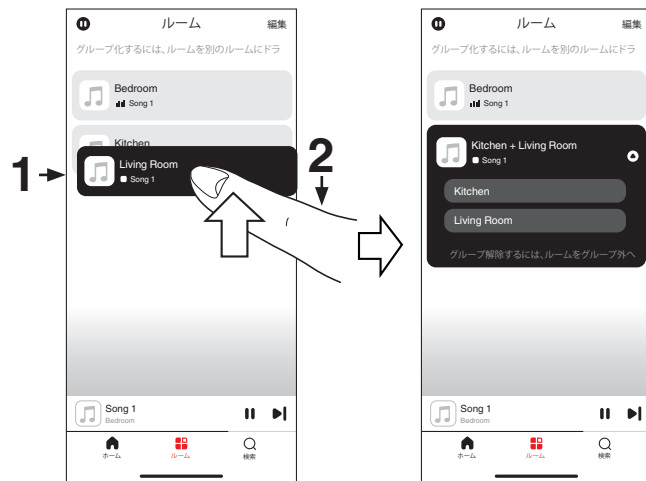 ルーム
編集
グループ化するには、ルームを別のルームにドラ
Bedroom
Song 1
Kitchen
Living Room
Song 1
1
2
Song 1
Bedroom
ホーム
ルーム
検索
ルーム
編集
グループ化するには、ルームを別のルームにドラ
Bedroom
Song 1
Kitchen + Living Room
Song 1
Kitchen
Living Room
グループ解除するには、ルームをグループ外へ
Song 1
Bedroom
ホーム
ルーム
検索